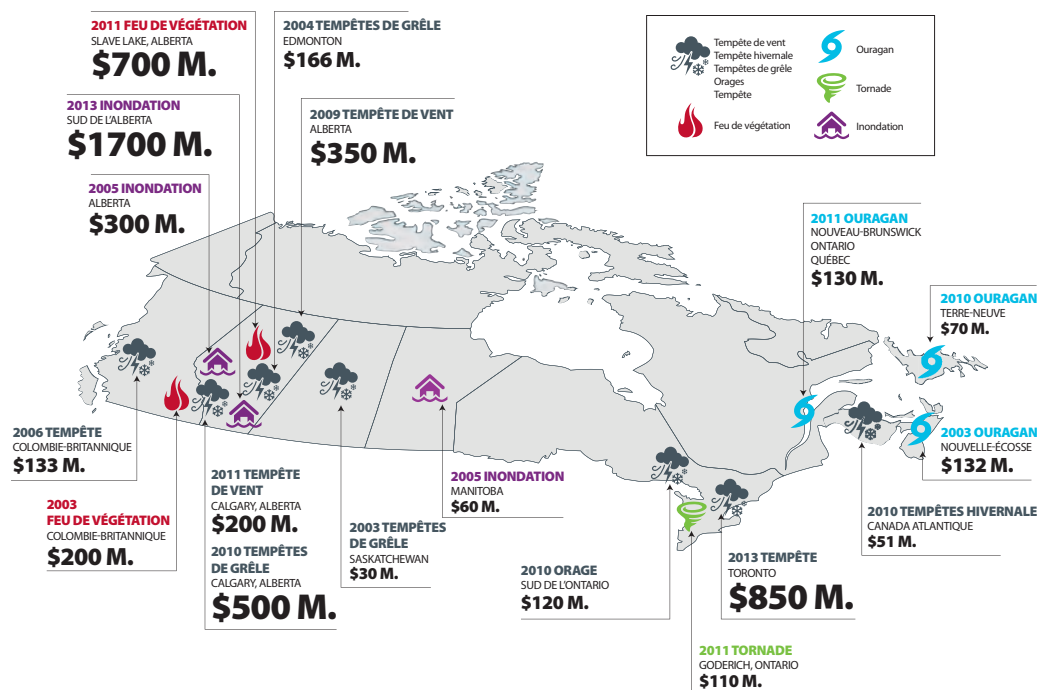 2011 FEU DE VÉGÉTATION
SLAVE LAKE, ALBERTA
$700 M.
2004 TEMPÊTES DE GRÊLE
EDMONTON
$166 M.
2013 INONDATION
SUD DE L'ALBERTA
$1700 M.
2009 TEMPÊTE DE VENT
ALBERTA
$350 M.
2005 INONDATION
ALBERTA
$300 M.
Tempête de vent
Tempête hivernale
Tempêtes de grêle
Orages
Tempête
Feu de végétation
Ouragan
Tornade
Inondation
2011 OURAGAN
NOUVEAU-BRUNSWICK
ONTARIO
QUÉBEC
$130 M.
2010 OURAGAN
TERRE-NEUVE
$70 M.
2006 TEMPÊTE
COLOMBIE-BRITANNIQUE
$133 M.
2003
FEU DE VÉGÉTATION
COLOMBIE-BRITANNIQUE
$200 M.
2011 TEMPÊTE
DE VENT
CALGARY, ALBERTA
$200 M.
2010 TEMPÊTES
DE GRÊLE
CALGARY, ALBERTA
$500 M.
2003 TEMPÊTES
DE GRÊLE
SASKATCHEWAN
$30 M.
2005 INONDATION
MANITOBA
$60 M.
2010 ORAGE
SUD DE L'ONTARIO
$120 M.
2013 TEMPÊTE
TORONTO
$850 M.
2011 TORNADE
GODERICH, ONTARIO
$110 M.
2003 OURAGAN
NOUVELLE-ÉCOSSE
$132 M.
2010 TEMPÊTES HIVERNALE
CANADA ATLANTIQUE
$51 M.